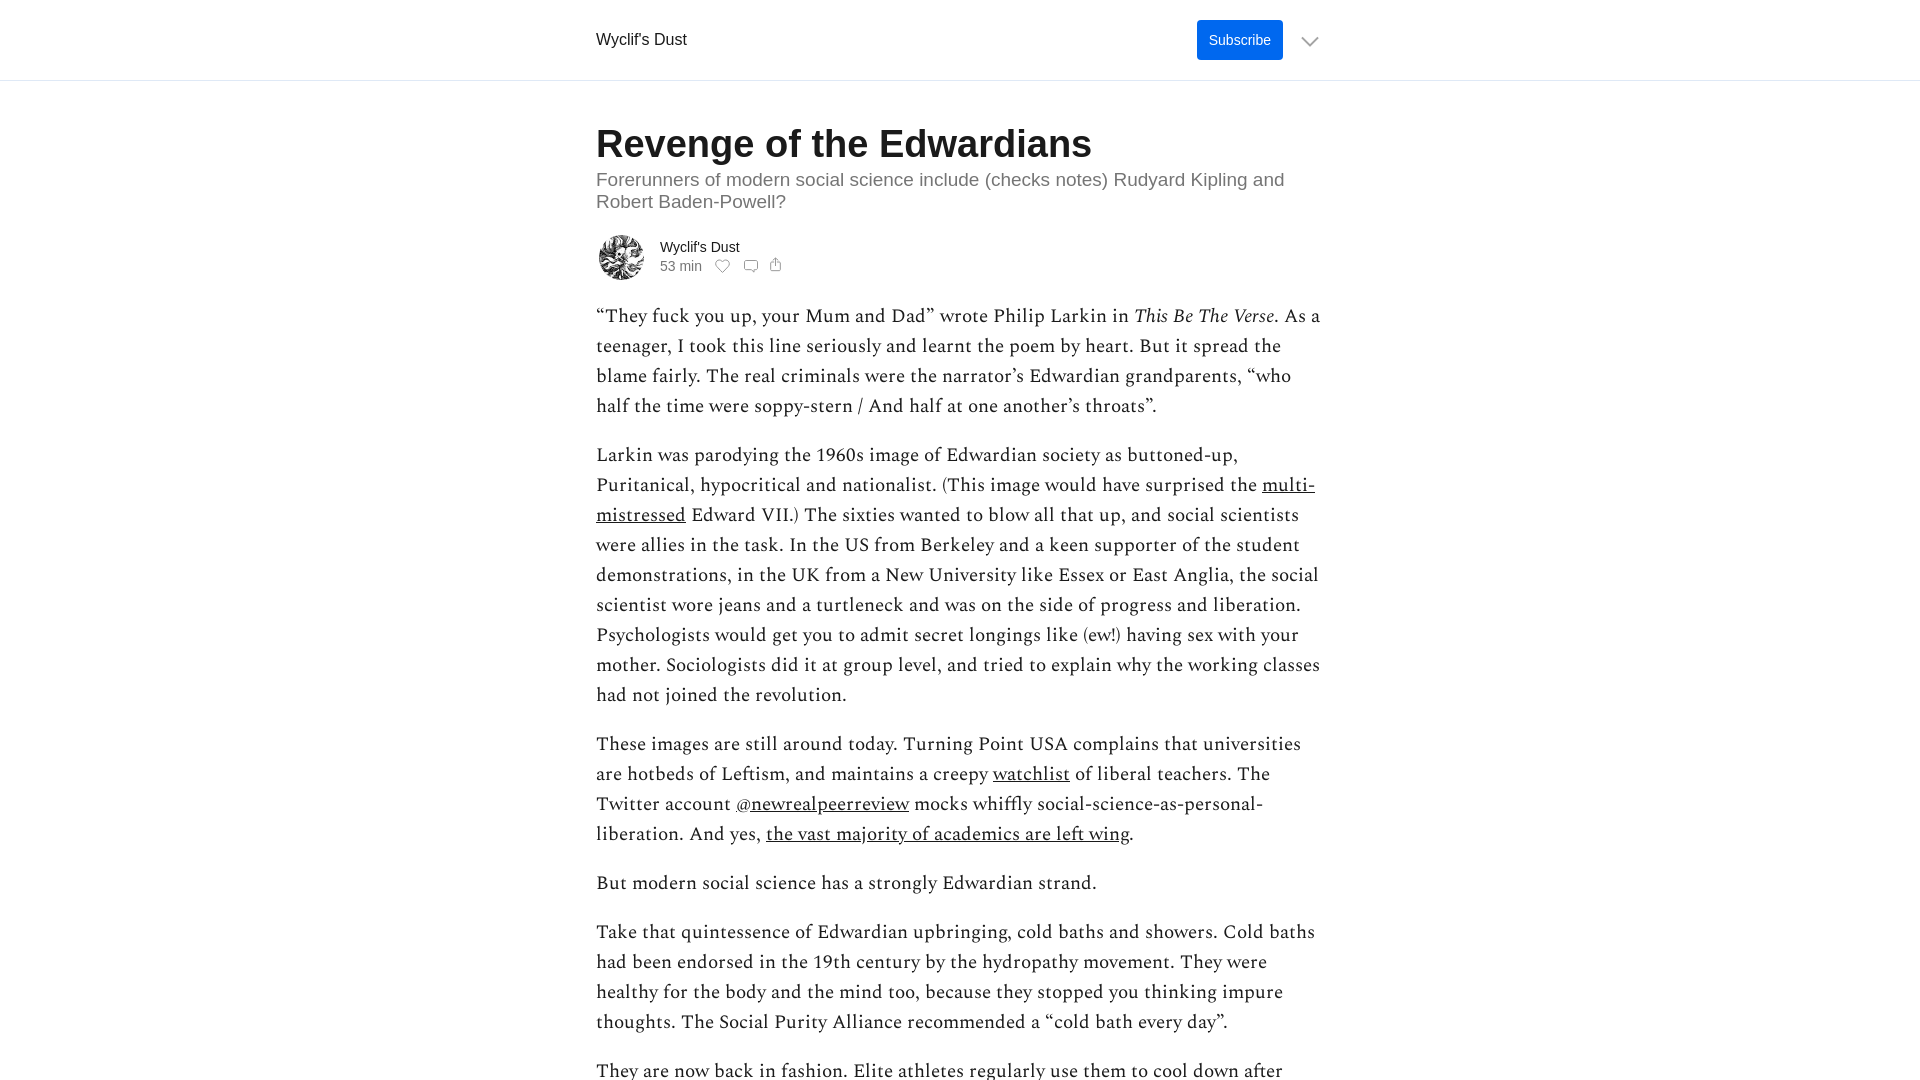 Wyclif's Dust
Subscribe
Revenge of the Edwardians
Forerunners of modern social science include (checks notes) Rudyard Kipling and
Robert Baden-Powell?
Wyclif's Dust
53 min
“They fuck you up, your Mum and Dad” wrote Philip Larkin in This Be The Verse. As a
teenager, I took this line seriously and learnt the poem by heart. But it spread the
blame fairly. The real criminals were the narrator’s Edwardian grandparents, “who
half the time were soppy-stern / And half at one another’s throats”.
Larkin was parodying the 1960s image of Edwardian society as buttoned-up,
Puritanical, hypocritical and nationalist. (This image would have surprised the multi-
mistressed Edward VII.) The sixties wanted to blow all that up, and social scientists
were allies in the task. In the US from Berkeley and a keen supporter of the student
demonstrations, in the UK from a New University like Essex or East Anglia, the social
scientist wore jeans and a turtleneck and was on the side of progress and liberation.
Psychologists would get you to admit secret longings like (ew!) having sex with your
mother. Sociologists did it at group level, and tried to explain why the working classes
had not joined the revolution.
These images are still around today. Turning Point USA complains that universities
are hotbeds of Leftism, and maintains a creepy watchlist of liberal teachers. The
Twitter account @newrealpeerreview mocks whiffly social-science-as-personal-
liberation. And yes, the vast majority of academics are left wing.
But modern social science has a strongly Edwardian strand.
Take that quintessence of Edwardian upbringing, cold baths and showers. Cold baths
had been endorsed in the 19th century by the hydropathy movement. They were
healthy for the body and the mind too, because they stopped you thinking impure
thoughts. The Social Purity Alliance recommended a “cold bath every day”.
They are now back in fashion. Elite athletes regularly use them to cool down after